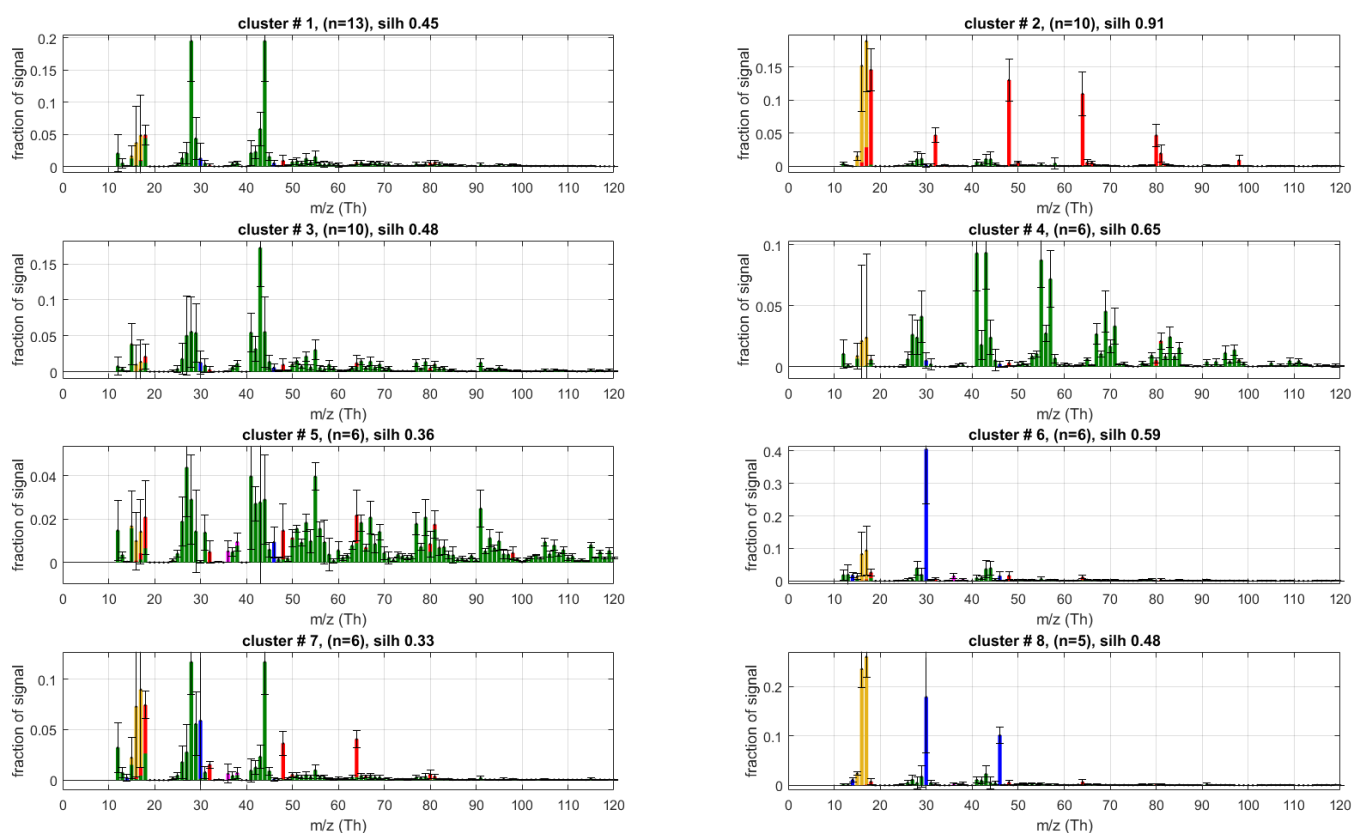 cluster # 1, (n=13), silh 0.45
fraction of signal
0.2
0.15
0.1
0.05
0
0 10 20 30 40 50 60 70 80 90 100 110 120
m/z (Th)
cluster # 2, (n=10), silh 0.91
fraction of signal
0.15
0.1
0.05
0
0 10 20 30 40 50 60 70 80 90 100 110 120
m/z (Th)
cluster # 3, (n=10), silh 0.48
fraction of signal
0.15
0.1
0.05
0
0 10 20 30 40 50 60 70 80 90 100 110 120
m/z (Th)
cluster # 4, (n=6), silh 0.65
fraction of signal
0.1
0.05
0
0 10 20 30 40 50 60 70 80 90 100 110 120
m/z (Th)
cluster # 5, (n=6), silh 0.36
fraction of signal
0.04
0.02
0
0 10 20 30 40 50 60 70 80 90 100 110 120
m/z (Th)
cluster # 6, (n=6), silh 0.59
fraction of signal
0.4
0.3
0.2
0.1
0
0 10 20 30 40 50 60 70 80 90 100 110 120
m/z (Th)
cluster # 7, (n=6), silh 0.33
fraction of signal
0.1
0.05
0
0 10 20 30 40 50 60 70 80 90 100 110 120
m/z (Th)
cluster # 8, (n=5), silh 0.48
fraction of signal
0.2
0.1
0
0 10 20 30 40 50 60 70 80 90 100 110 120
m/z (Th)